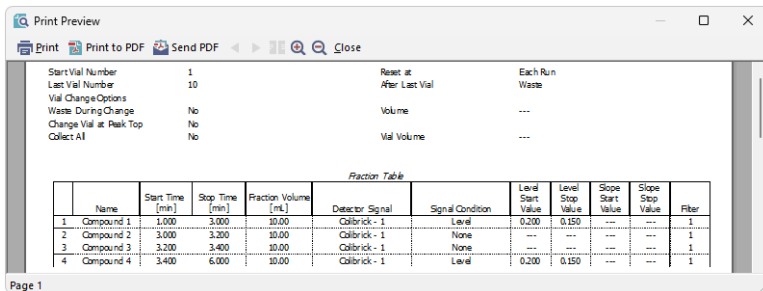 Print Preview
Print Print to PDF Send PDF Close
Start Vial Number 1 Reset at Each Run
Last Vial Number 10 After Last Vial Waste
Vial Change Options
Waste During Change No Volume ---
Change Vial at Peak Top No
Collect All No Vial Volume ---
Fraction Table
Name Start Time [min] Stop Time [min] Fraction Volume [mL] Detector Signal Signal Condition Level Start Value Level Stop Value Slope Start Value Slope Stop Value Filter
1 Compound 1 1.000 3.000 10.00 Colibrick - 1 Level 0.200 0.150 --- --- 1
2 Compound 2 3.000 3.200 10.00 Colibrick - 1 None --- --- --- --- 1
3 Compound 3 3.200 3.400 10.00 Colibrick - 1 None --- --- --- --- 1
4 Compound 4 3.400 6.000 10.00 Colibrick - 1 Level 0.200 0.150 --- --- 1
Page 1